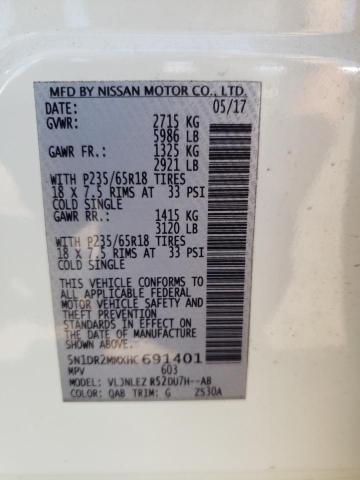 MFD BY NISSAN MOTOR CO., LTD.
DATE: 05/17
GVWR: 2715 KG
5986 LB
GAWR FR: 1325 KG
2921 LB
WITH P235/65R18 TIRES
18 X 7.5 RIMS AT 33 PSI
COLD SINGLE
GAWR RR: 1415 KG
3120 LB
WITH P235/65R18 TIRES
18 X 7.5 RIMS AT 33 PSI
COLD SINGLE
THIS VEHICLE CONFORMS TO
ALL APPLICABLE FEDERAL
MOTOR VEHICLE SAFETY
AND THEFT PREVENTION
STANDARDS IN EFFECT ON
THE DATE OF MANUFACTURE
SHOWN ABOVE.
5N1DR2MMXHC691401
MPV 603
MODEL: VLJNLEZ R52DU7H--AB
COLOR: QAB TRIM: G ZS30A